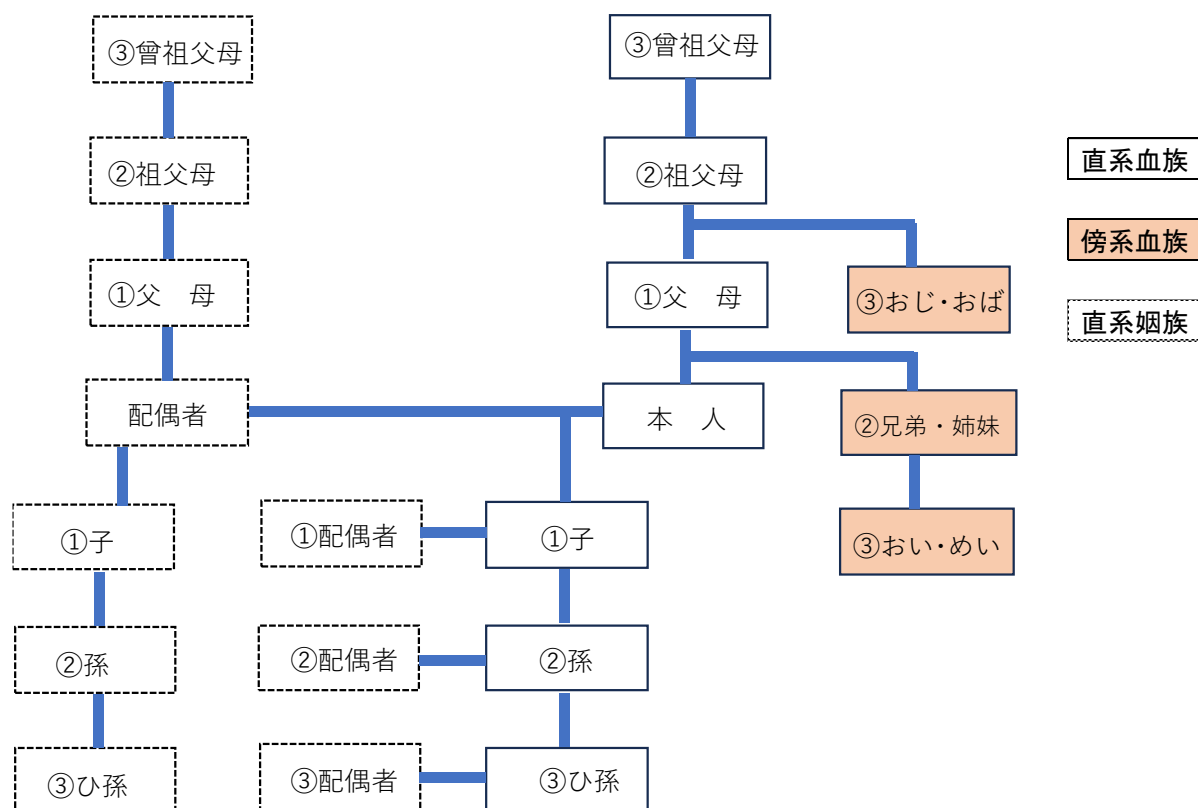 ③曾祖父母
③曾祖父母
直系血族
②祖父母
②祖父母
傍系血族
①父　母
①父　母
③おじ・おば
直系姻族
配偶者
本　人
②兄弟・姉妹
①子
①配偶者
①子
③おい・めい
②孫
②配偶者
②孫
③ひ孫
③配偶者
③ひ孫